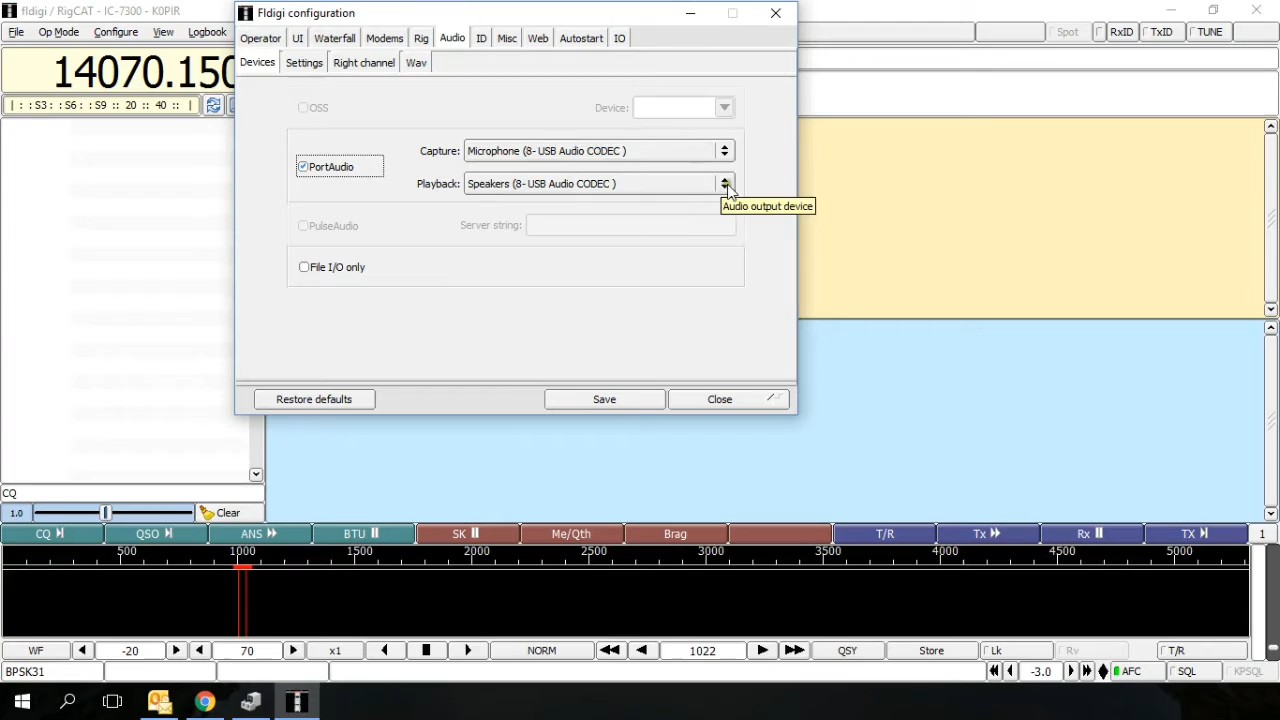 fldigi / RigCAT - IC-7300 - K0PIR
Fldigi configuration
File Op Mode Configure View Logbook
Spot RxID TxID TUNE
Operator UI Waterfall Modems Rig Audio ID Misc Web Autostart IO
Devices Settings Right channel Wav
14070.150
| : : S3: : S6: : S9 :: 20 :: 40 :: |
OSS Device:
PortAudio
Capture: Microphone (8- USB Audio CODEC )
Playback: Speakers (8- USB Audio CODEC )
Audio output device
PulseAudio Server string:
File I/O only
Restore defaults Save Close
CQ
1.0 Clear
CQ QSO ANS BTU SK Me/Qth Brag T/R Tx Rx TX 1
500 1000 1500 2000 2500 3000 3500 4000 4500 5000
WF -20 70 x1 NORM 1022 QSY Store Lk Rv T/R
BPSK31 -3.0 AFC SQL KPSQL